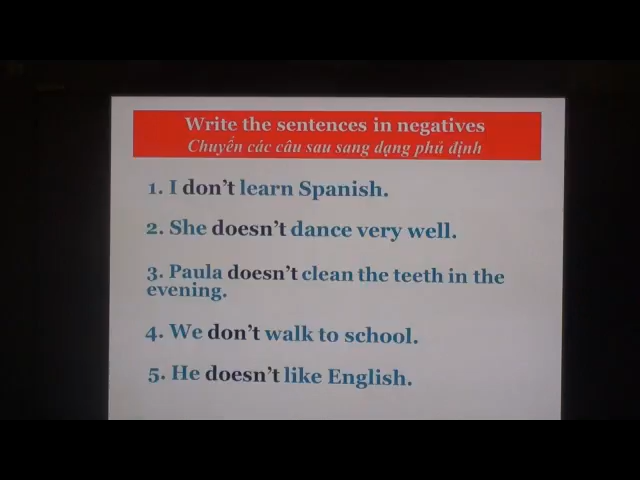 Write the sentences in negatives
Chuyển các câu sau sang dạng phủ định
1. I don't learn Spanish.
2. She doesn't dance very well.
3. Paula doesn't clean the teeth in the
evening.
4. We don't walk to school.
5. He doesn't like English.